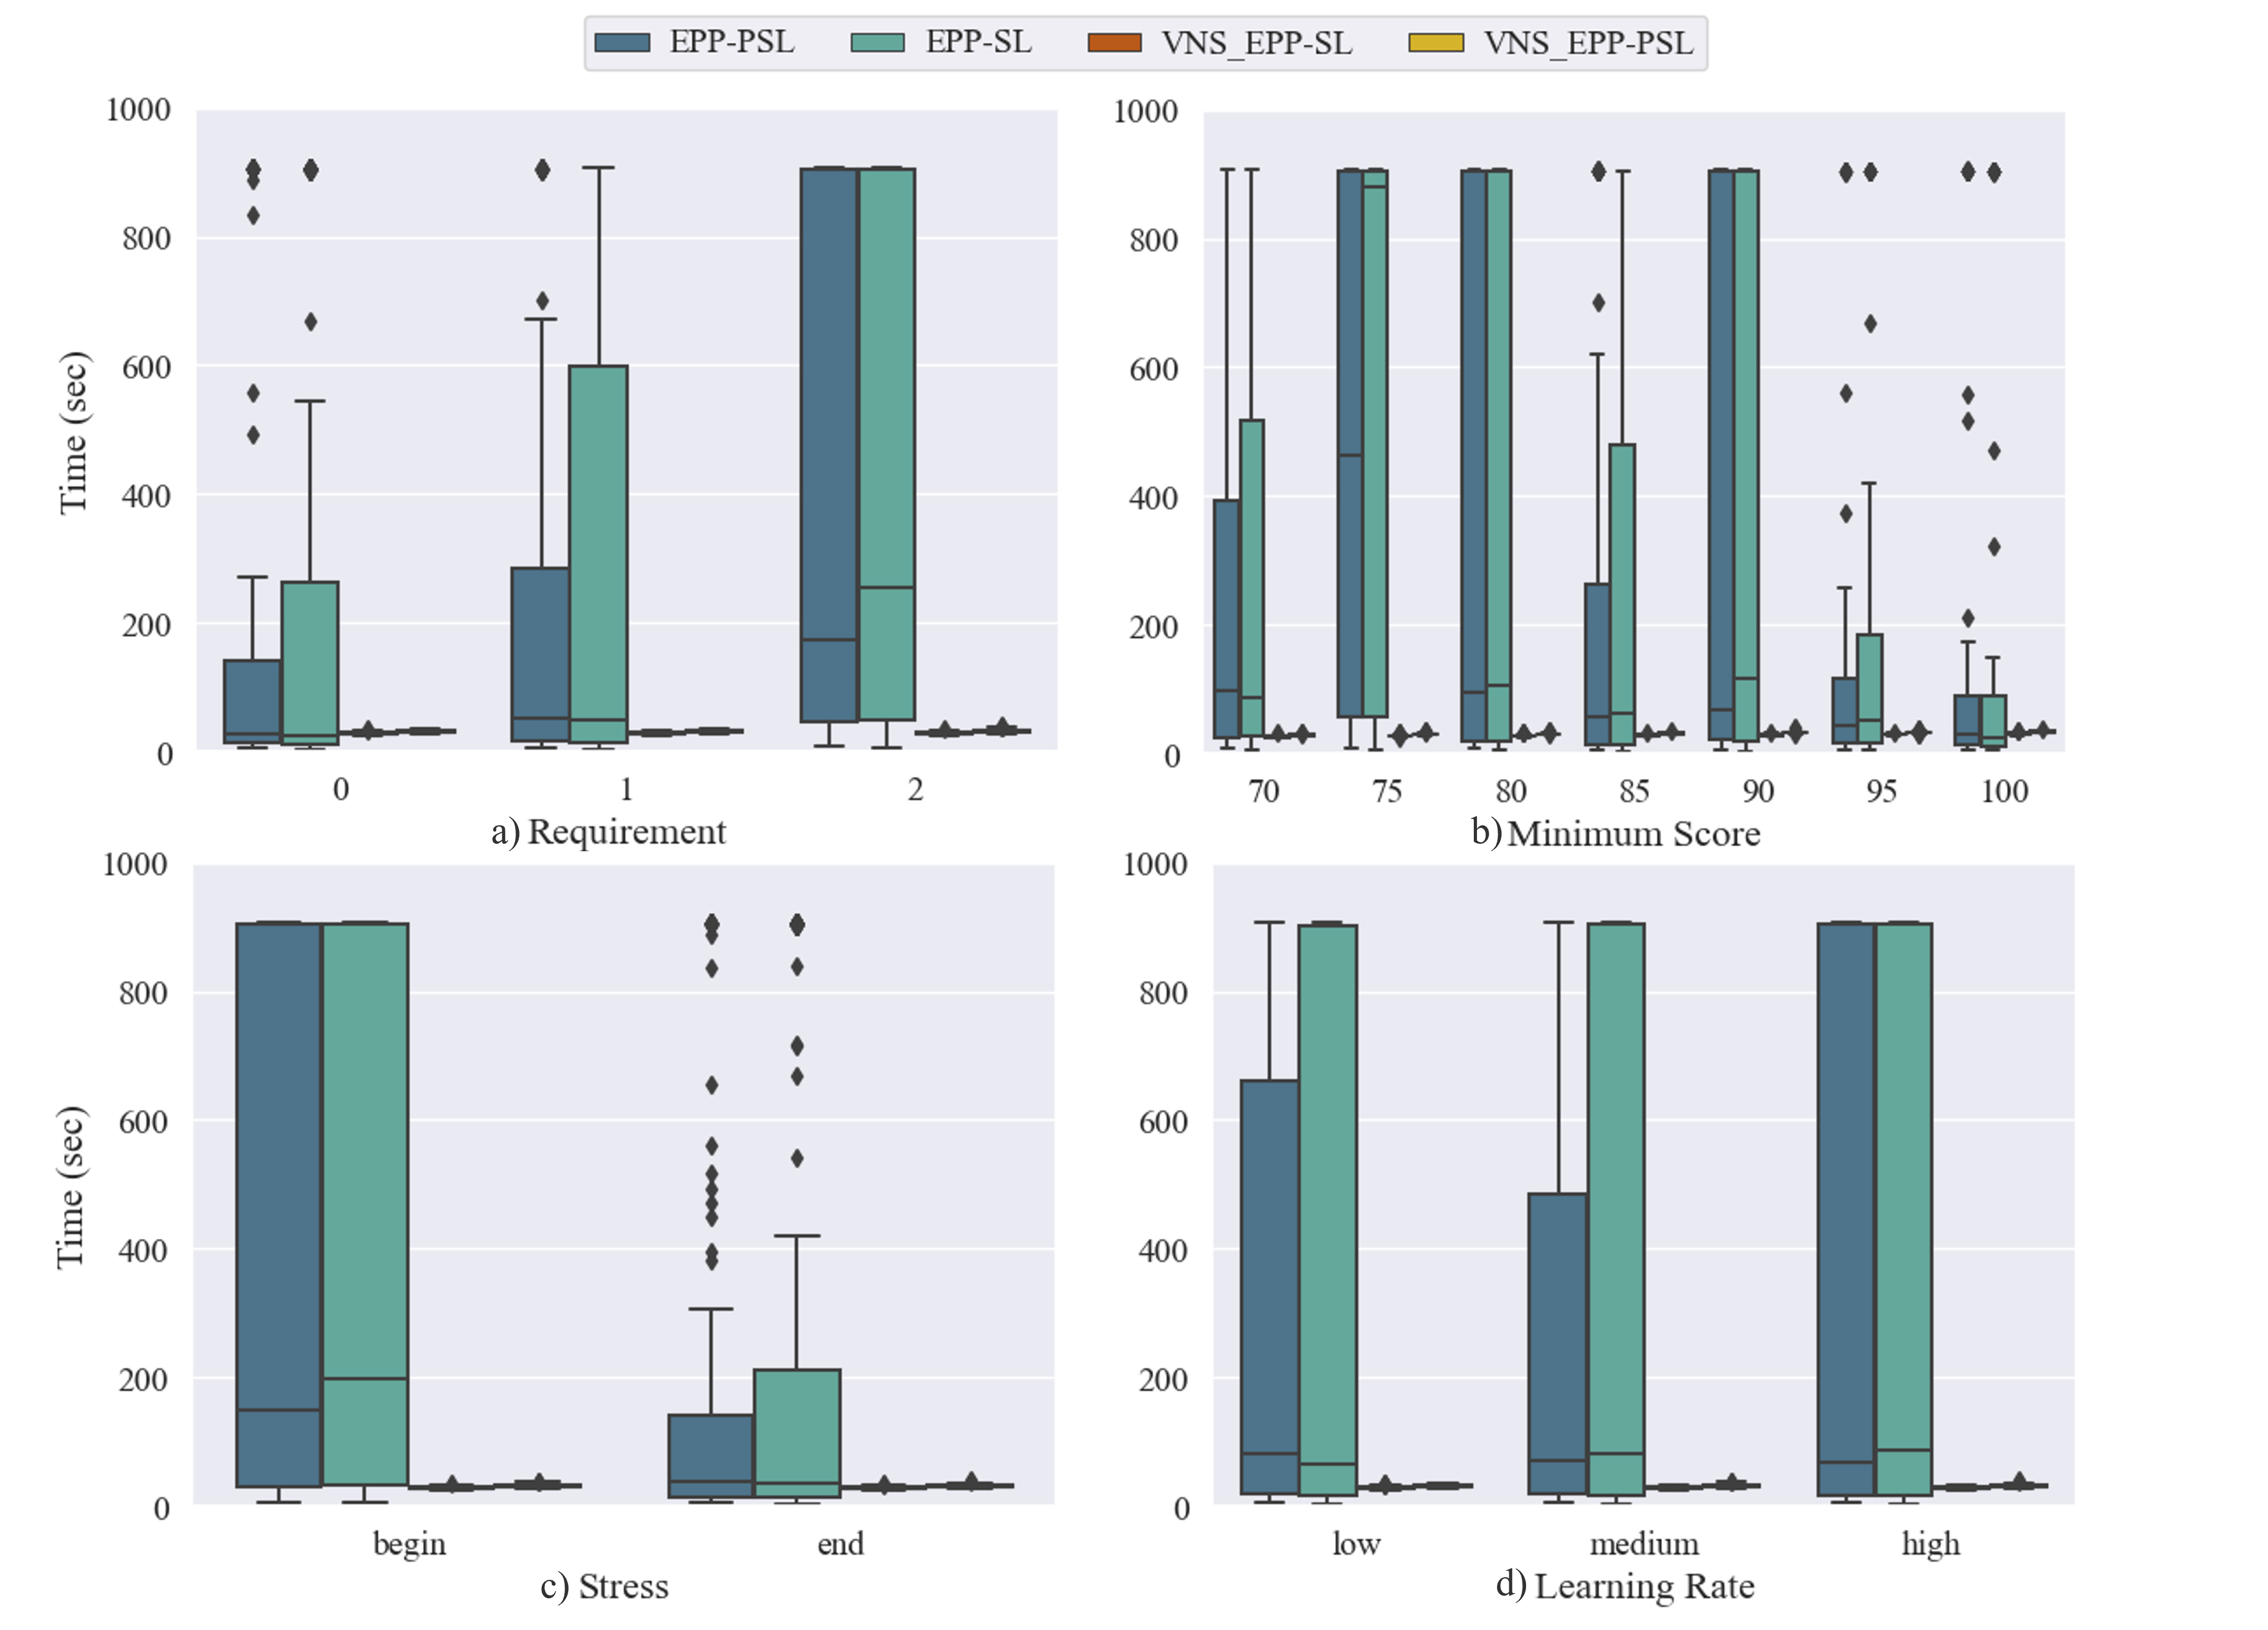 EPP-PSL EPP-SL VNS_EPP-SL VNS_EPP-PSL
1000
800
600
400
200
0
Time (sec)
0 1 2
a) Requirement
1000
800
600
400
200
0
70 75 80 85 90 95 100
b) Minimum Score
1000
800
600
400
200
0
Time (sec)
begin end
c) Stress
1000
800
600
400
200
0
low medium high
d) Learning Rate